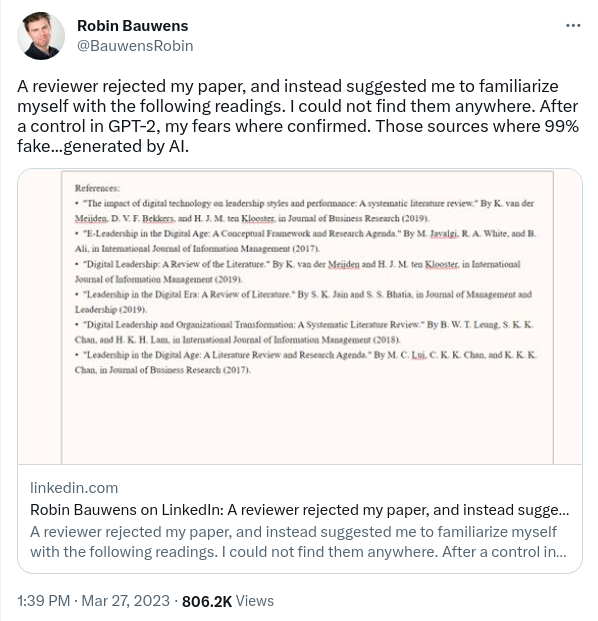 Robin Bauwens
@BauwensRobin
A reviewer rejected my paper, and instead suggested me to familiarize
myself with the following readings. I could not find them anywhere. After
a control in GPT-2, my fears where confirmed. Those sources where 99%
fake...generated by AI.
References:
• "The impact of digital technology on leadership styles and performance: A systematic literature review." By K. van der
Meijden, D. V. F. Bekkers, and H. J. M. ten Klooster, in Journal of Business Research (2019).
• "E-Leadership in the Digital Age: A Conceptual Framework and Research Agenda." By M. Javalgi, R. A. White, and B.
Ali, in International Journal of Information Management (2017).
• "Digital Leadership: A Review of the Literature." By K. van der Meijden and H. J. M. ten Klooster, in International
Journal of Information Management (2019).
• "Leadership in the Digital Era: A Review of Literature." By S. K. Jain and S. S. Bhatia, in Journal of Management and
Leadership (2019).
• "Digital Leadership and Organizational Transformation: A Systematic Literature Review." By B. W. T. Leung, S. K. K.
Chan, and H. K. H. Lam, in International Journal of Information Management (2018).
• "Leadership in the Digital Age: A Literature Review and Research Agenda." By M. C. Lui, C. K. K. Chan, and K. K. K.
Chan, in Journal of Business Research (2017).
linkedin.com
Robin Bauwens on LinkedIn: A reviewer rejected my paper, and instead sugge...
A reviewer rejected my paper, and instead suggested me to familiarize myself
with the following readings. I could not find them anywhere. After a control in...
1:39 PM · Mar 27, 2023 · 806.2K Views